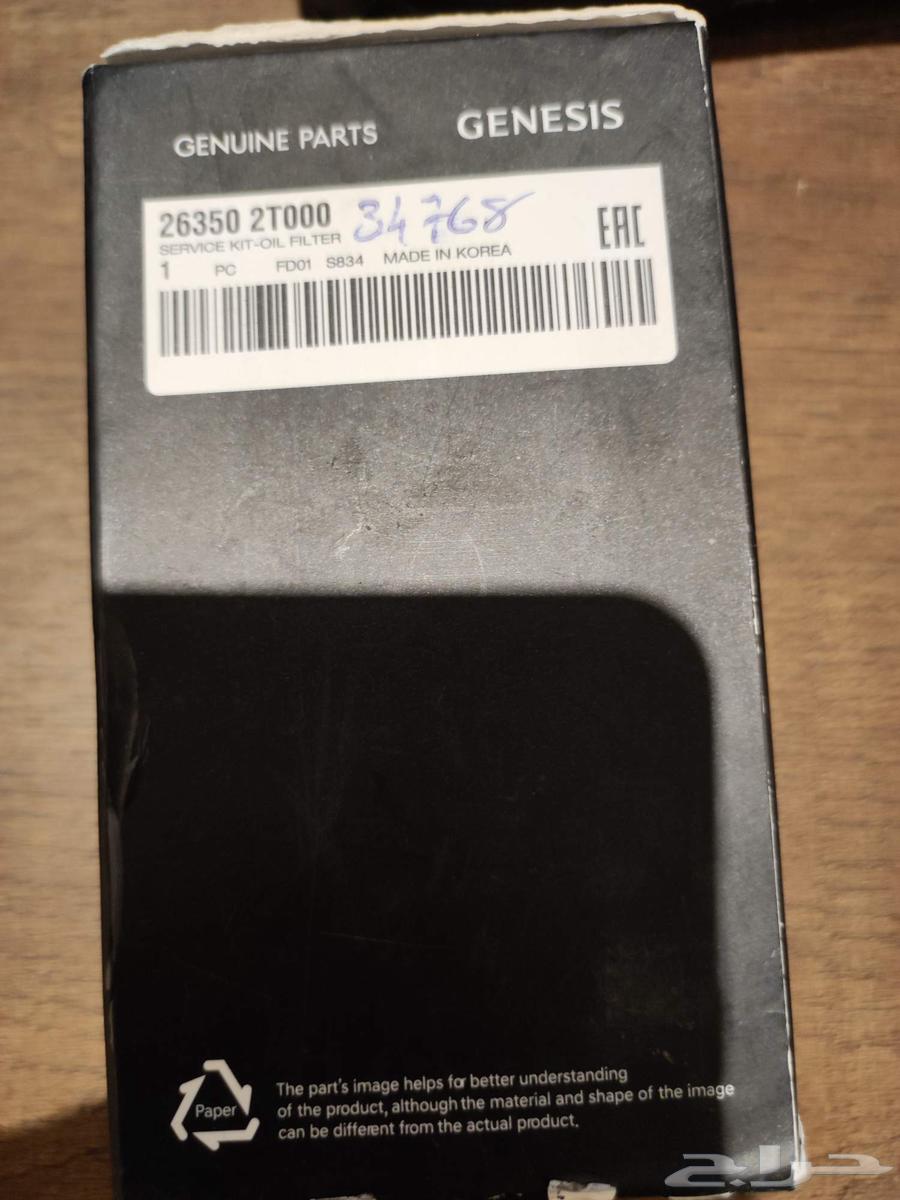 GENUINE PARTS GENESIS
26350 2T000 34768 EAC
SERVICE KIT-OIL FILTER
1 PC FD01 S834 MADE IN KOREA
Paper
The part's image helps for better understanding
of the product, although the material and shape of the image
can be different from the actual product.
حراج